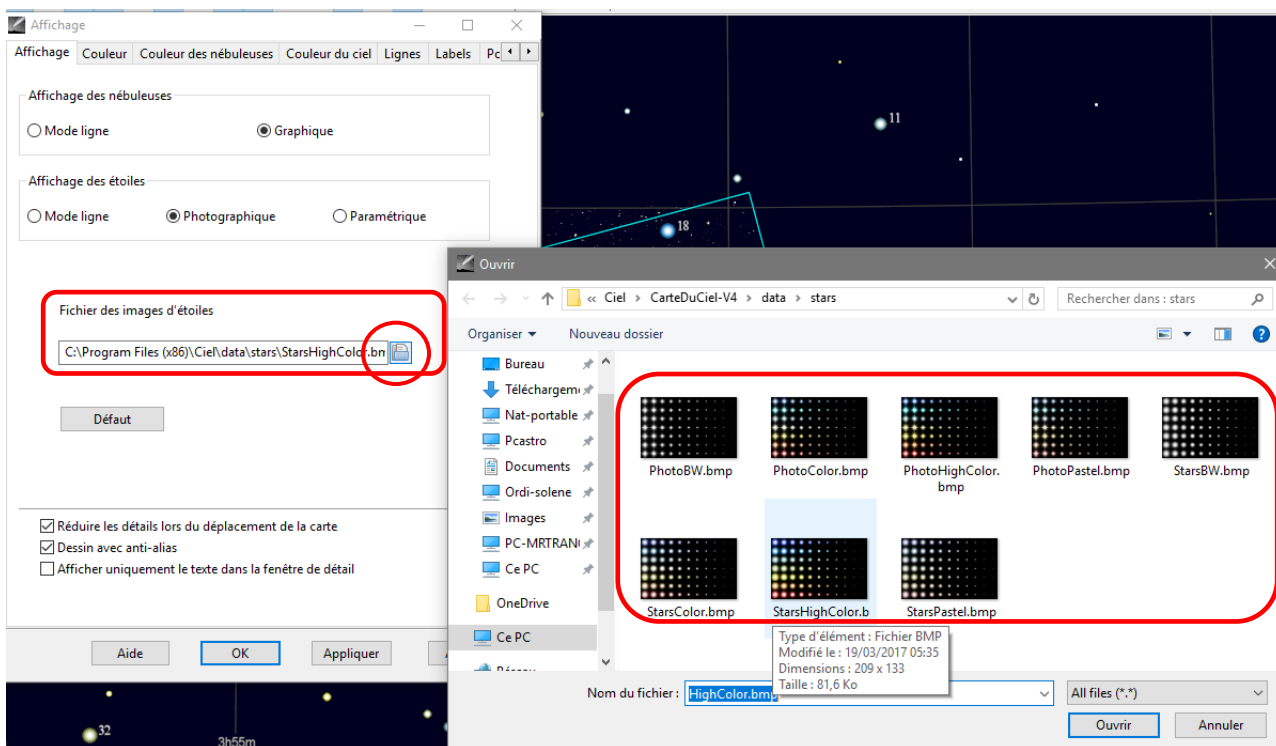 Affichage
Affichage Couleur Couleur des nébuleuses Couleur du ciel Lignes Labels Pc
Affichage des nébuleuses
Mode ligne Graphique
Affichage des étoiles
Mode ligne Photographique Paramétrique
Fichier des images d'étoiles
C:\Program Files (x86)\Ciel\data\stars\StarsHighColor.bm
Défaut
Réduire les détails lors du déplacement de la carte
Dessin avec anti-alias
Afficher uniquement le texte dans la fenêtre de détail
Aide OK Appliquer
11
18
32
3h55m
Ouvrir
« Ciel > CarteDuCiel-V4 > data > stars
Rechercher dans : stars
Organiser Nouveau dossier
Bureau
Téléchargem
Nat-portable
Pcastro
Documents
Ordi-solene
Images
PC-MRTRAN
Ce PC
OneDrive
Ce PC
PhotoBW.bmp PhotoColor.bmp PhotoHighColor. PhotoPastel.bmp StarsBW.bmp
bmp
StarsColor.bmp StarsHighColor.b StarsPastel.bmp
Type d'élément : Fichier BMP
Modifié le : 19/03/2017 05:35
Dimensions : 209 x 133
Taille : 81,6 Ko
Nom du fichier : HighColor.bmp All files (*.*)
Ouvrir Annuler